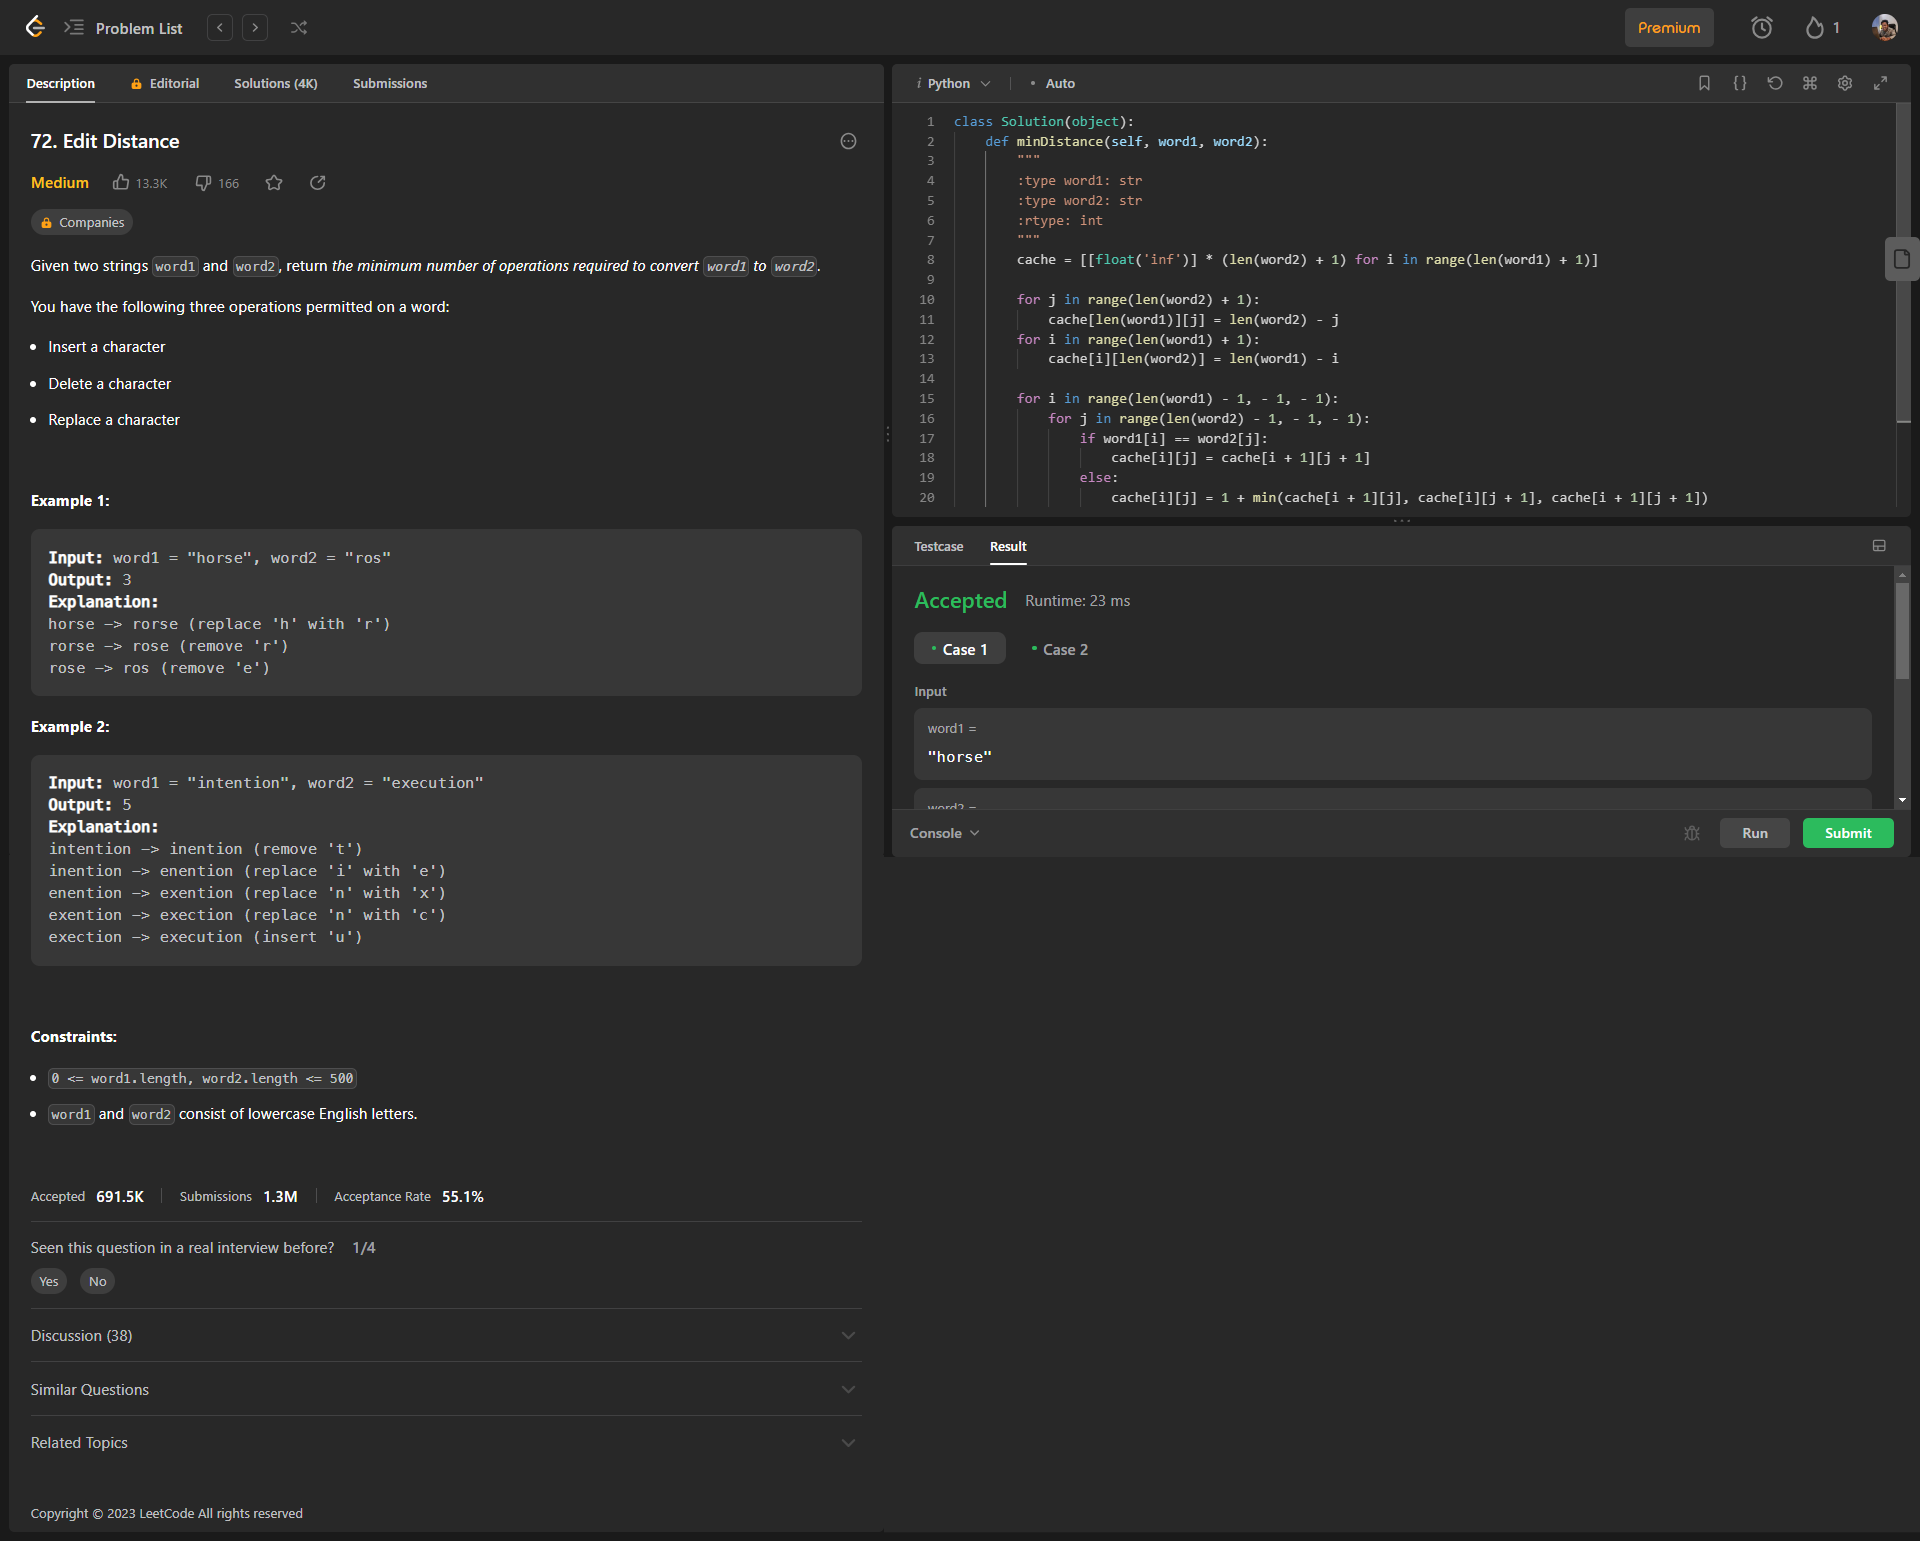 Problem List
Premium
1
Description Editorial Solutions (4K) Submissions
72. Edit Distance
Medium 13.3K 166
Companies
Given two strings word1 and word2, return the minimum number of operations required to convert word1 to word2.
You have the following three operations permitted on a word:
• Insert a character
• Delete a character
• Replace a character
Example 1:
Input: word1 = "horse", word2 = "ros"
Output: 3
Explanation:
horse -> rorse (replace 'h' with 'r')
rorse -> rose (remove 'r')
rose -> ros (remove 'e')
Example 2:
Input: word1 = "intention", word2 = "execution"
Output: 5
Explanation:
intention -> inention (remove 't')
inention -> enention (replace 'i' with 'e')
enention -> exention (replace 'n' with 'x')
exention -> exection (replace 'n' with 'c')
exection -> execution (insert 'u')
Constraints:
• 0 <= word1.length, word2.length <= 500
• word1 and word2 consist of lowercase English letters.
Accepted 691.5K Submissions 1.3M Acceptance Rate 55.1%
Seen this question in a real interview before? 1/4
Yes No
Discussion (38)
Similar Questions
Related Topics
Copyright © 2023 LeetCode All rights reserved
i Python • Auto
1 class Solution(object):
2     def minDistance(self, word1, word2):
3         """
4         :type word1: str
5         :type word2: str
6         :rtype: int
7         """
8         cache = [[float('inf')] * (len(word2) + 1) for i in range(len(word1) + 1)]
9
10         for j in range(len(word2) + 1):
11             cache[len(word1)][j] = len(word2) - j
12         for i in range(len(word1) + 1):
13             cache[i][len(word2)] = len(word1) - i
14
15         for i in range(len(word1) - 1, - 1, - 1):
16             for j in range(len(word2) - 1, - 1, - 1):
17                 if word1[i] == word2[j]:
18                     cache[i][j] = cache[i + 1][j + 1]
19                 else:
20                     cache[i][j] = 1 + min(cache[i + 1][j], cache[i][j + 1], cache[i + 1][j + 1])
Testcase Result
Accepted Runtime: 23 ms
• Case 1 • Case 2
Input
word1 =
"horse"
word2 =
Console Run Submit